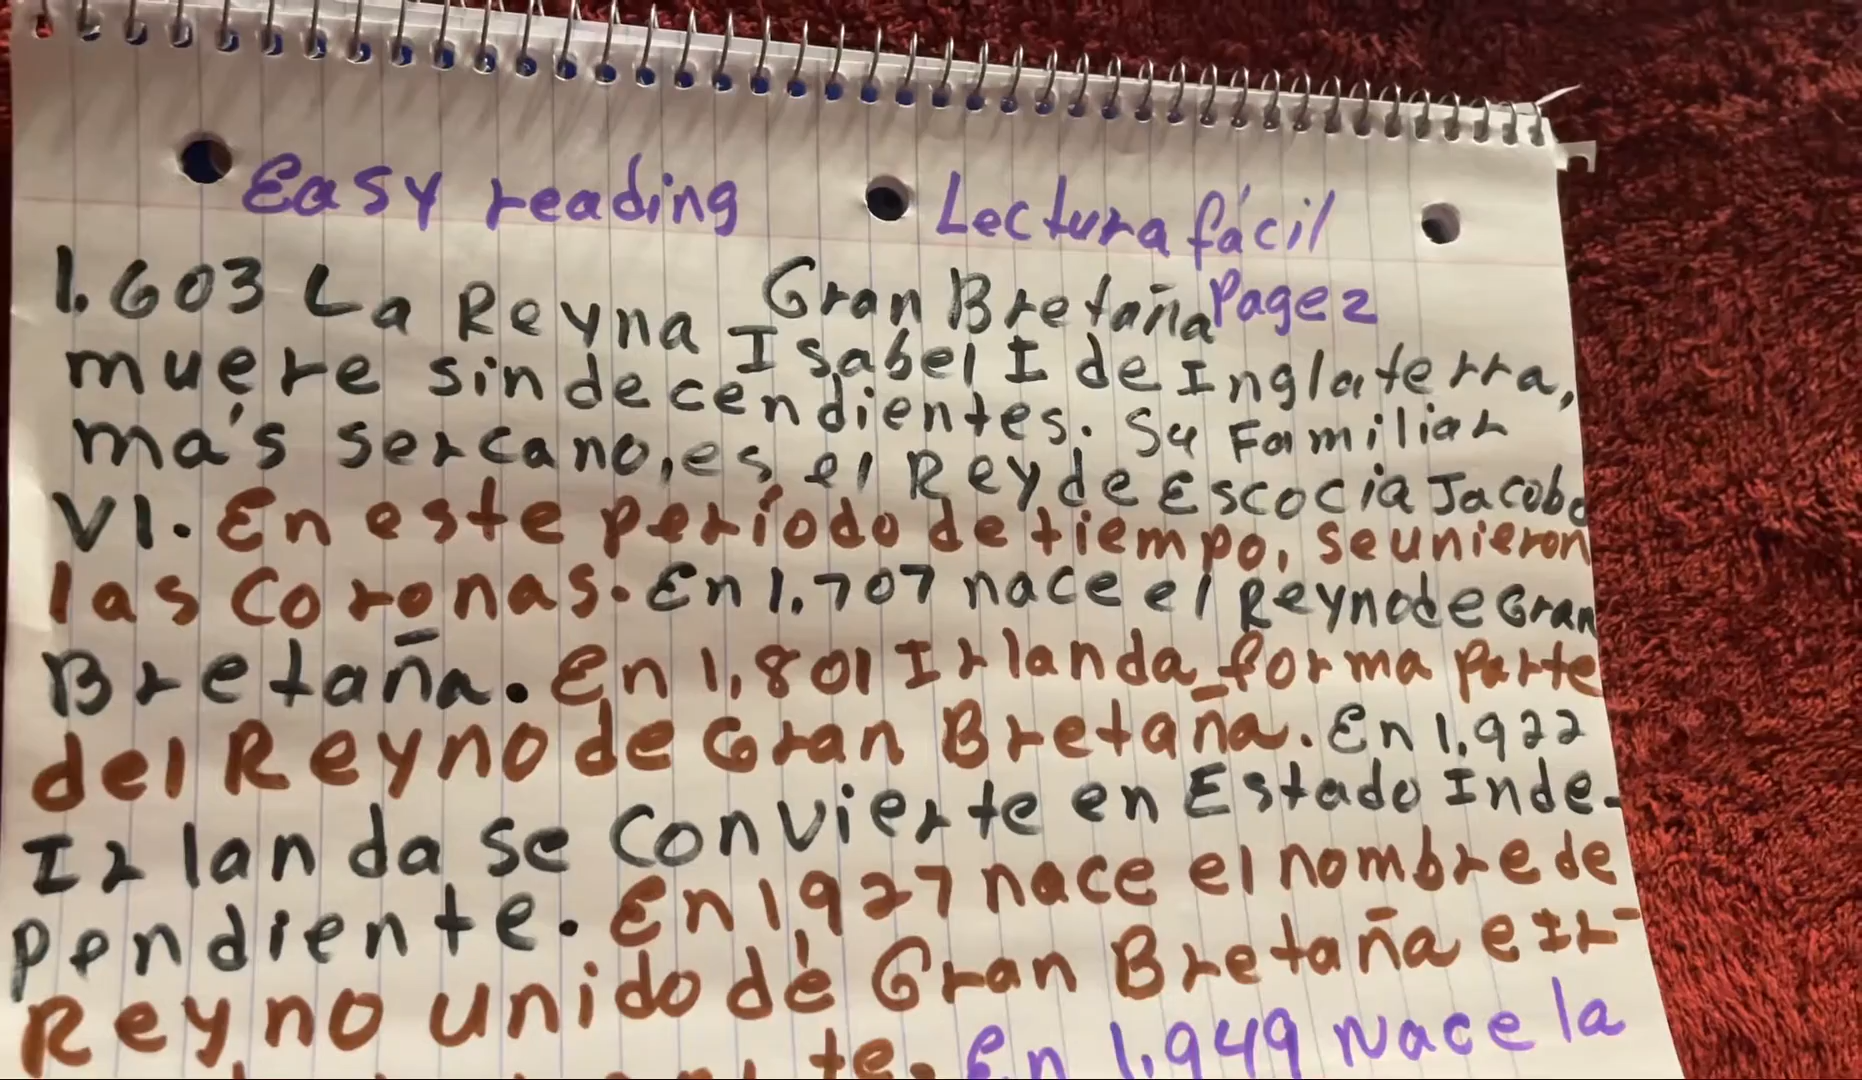 Easy reading Lectura fácil
Gran Bretaña Page 2
1.603 La Reyna Isabel I de Inglaterra,
muere sin decendientes. Su Familiar
más sercano, es el Rey de Escocia Jacobo
VI. En este período de tiempo, se unieron
las Coronas. En 1.707 nace el Reyno de Gran
Bretaña. En 1,801 Irlanda forma parte
del Reyno de Gran Bretaña. En 1.922
Irlanda se convierte en Estado Inde-
pendiente. En 1927 nace el nombre de
Reyno unido de Gran Bretaña e Ir-
te. En 1.949 Nace la